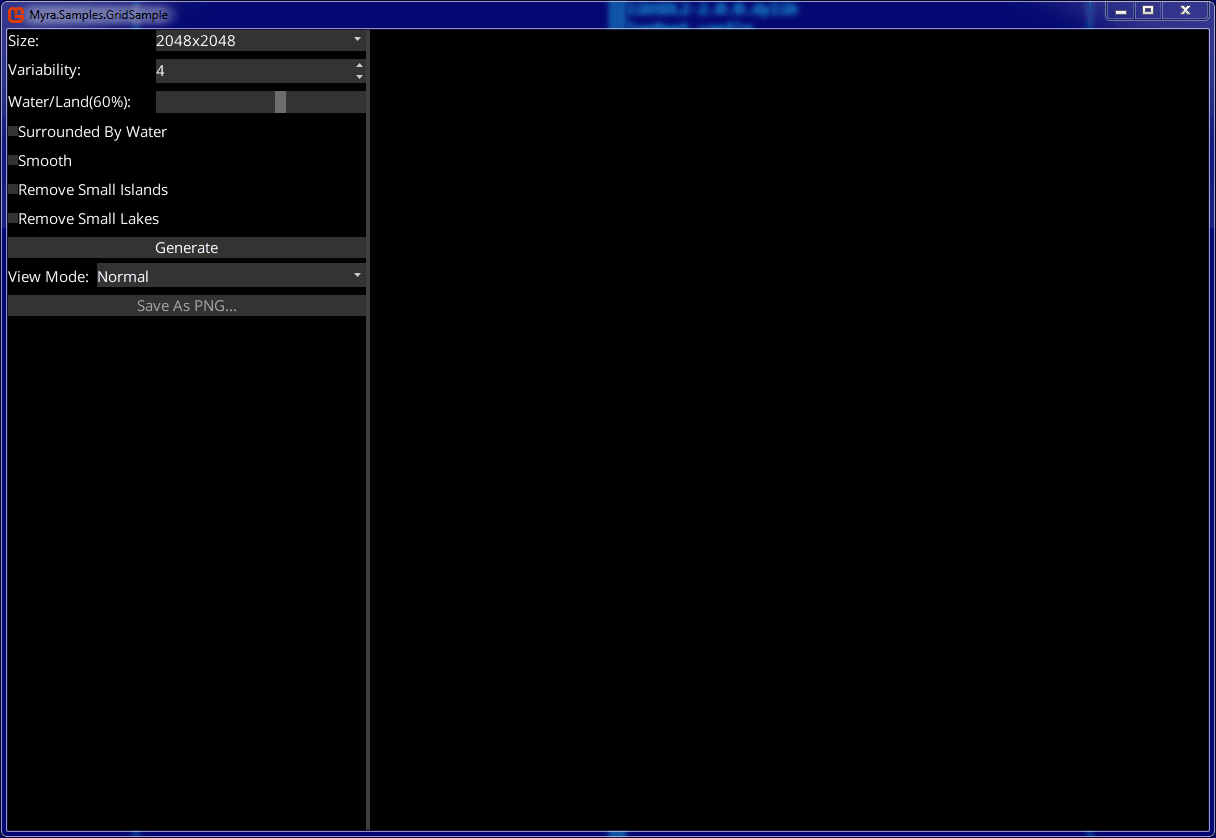 Myra.Samples.GridSample
Size: 2048x2048
Variability: 4
Water/Land(60%):
Surrounded By Water
Smooth
Remove Small Islands
Remove Small Lakes
Generate
View Mode: Normal
Save As PNG...